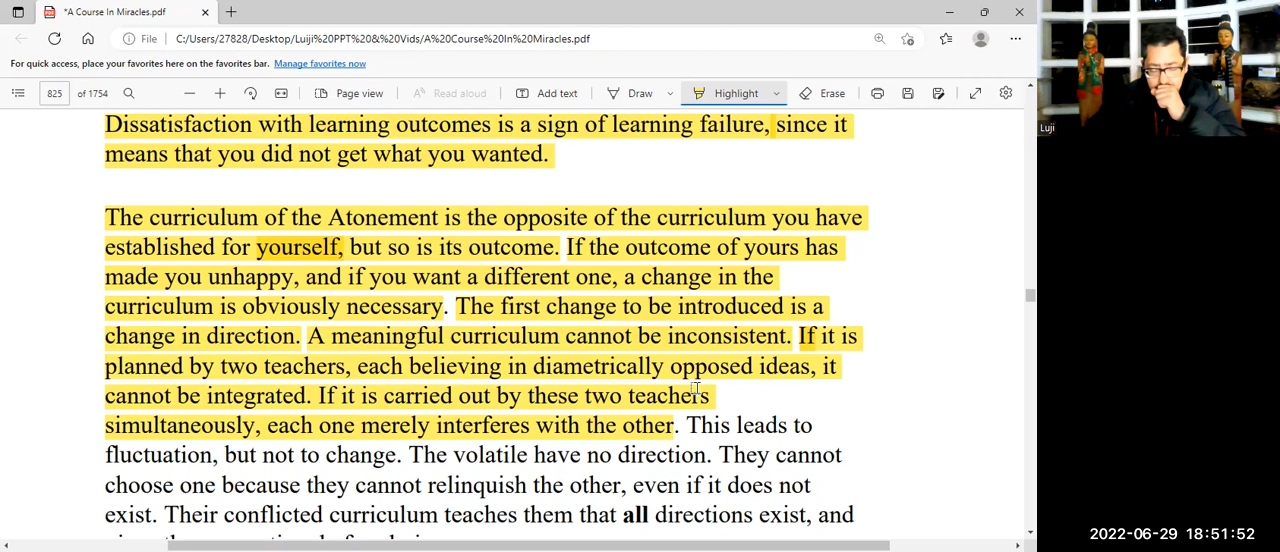 *A Course In Miracles.pdf
File C:/Users/27828/Desktop/Luiji%20PPT%20&%20Vids/A%20Course%20In%20Miracles.pdf
For quick access, place your favorites here on the favorites bar. Manage favorites now
825 of 1754 Page view Read aloud Add text Draw Highlight Erase
Dissatisfaction with learning outcomes is a sign of learning failure, since it
means that you did not get what you wanted.
The curriculum of the Atonement is the opposite of the curriculum you have
established for yourself, but so is its outcome. If the outcome of yours has
made you unhappy, and if you want a different one, a change in the
curriculum is obviously necessary. The first change to be introduced is a
change in direction. A meaningful curriculum cannot be inconsistent. If it is
planned by two teachers, each believing in diametrically opposed ideas, it
cannot be integrated. If it is carried out by these two teachers
simultaneously, each one merely interferes with the other. This leads to
fluctuation, but not to change. The volatile have no direction. They cannot
choose one because they cannot relinquish the other, even if it does not
exist. Their conflicted curriculum teaches them that all directions exist, and
Luji
2022-06-29 18:51:52